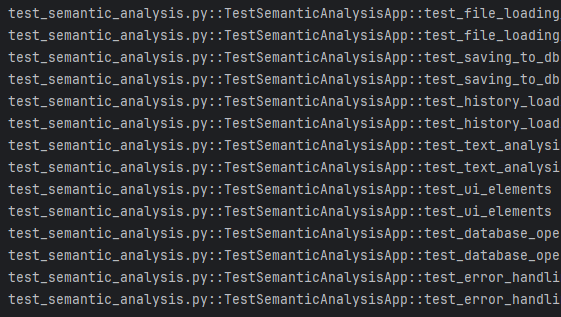 test_semantic_analysis.py::TestSemanticAnalysisApp::test_file_loading
test_semantic_analysis.py::TestSemanticAnalysisApp::test_file_loading
test_semantic_analysis.py::TestSemanticAnalysisApp::test_saving_to_db
test_semantic_analysis.py::TestSemanticAnalysisApp::test_saving_to_db
test_semantic_analysis.py::TestSemanticAnalysisApp::test_history_load
test_semantic_analysis.py::TestSemanticAnalysisApp::test_history_load
test_semantic_analysis.py::TestSemanticAnalysisApp::test_text_analysi
test_semantic_analysis.py::TestSemanticAnalysisApp::test_text_analysi
test_semantic_analysis.py::TestSemanticAnalysisApp::test_ui_elements
test_semantic_analysis.py::TestSemanticAnalysisApp::test_ui_elements
test_semantic_analysis.py::TestSemanticAnalysisApp::test_database_ope
test_semantic_analysis.py::TestSemanticAnalysisApp::test_database_ope
test_semantic_analysis.py::TestSemanticAnalysisApp::test_error_handli
test_semantic_analysis.py::TestSemanticAnalysisApp::test_error_handli